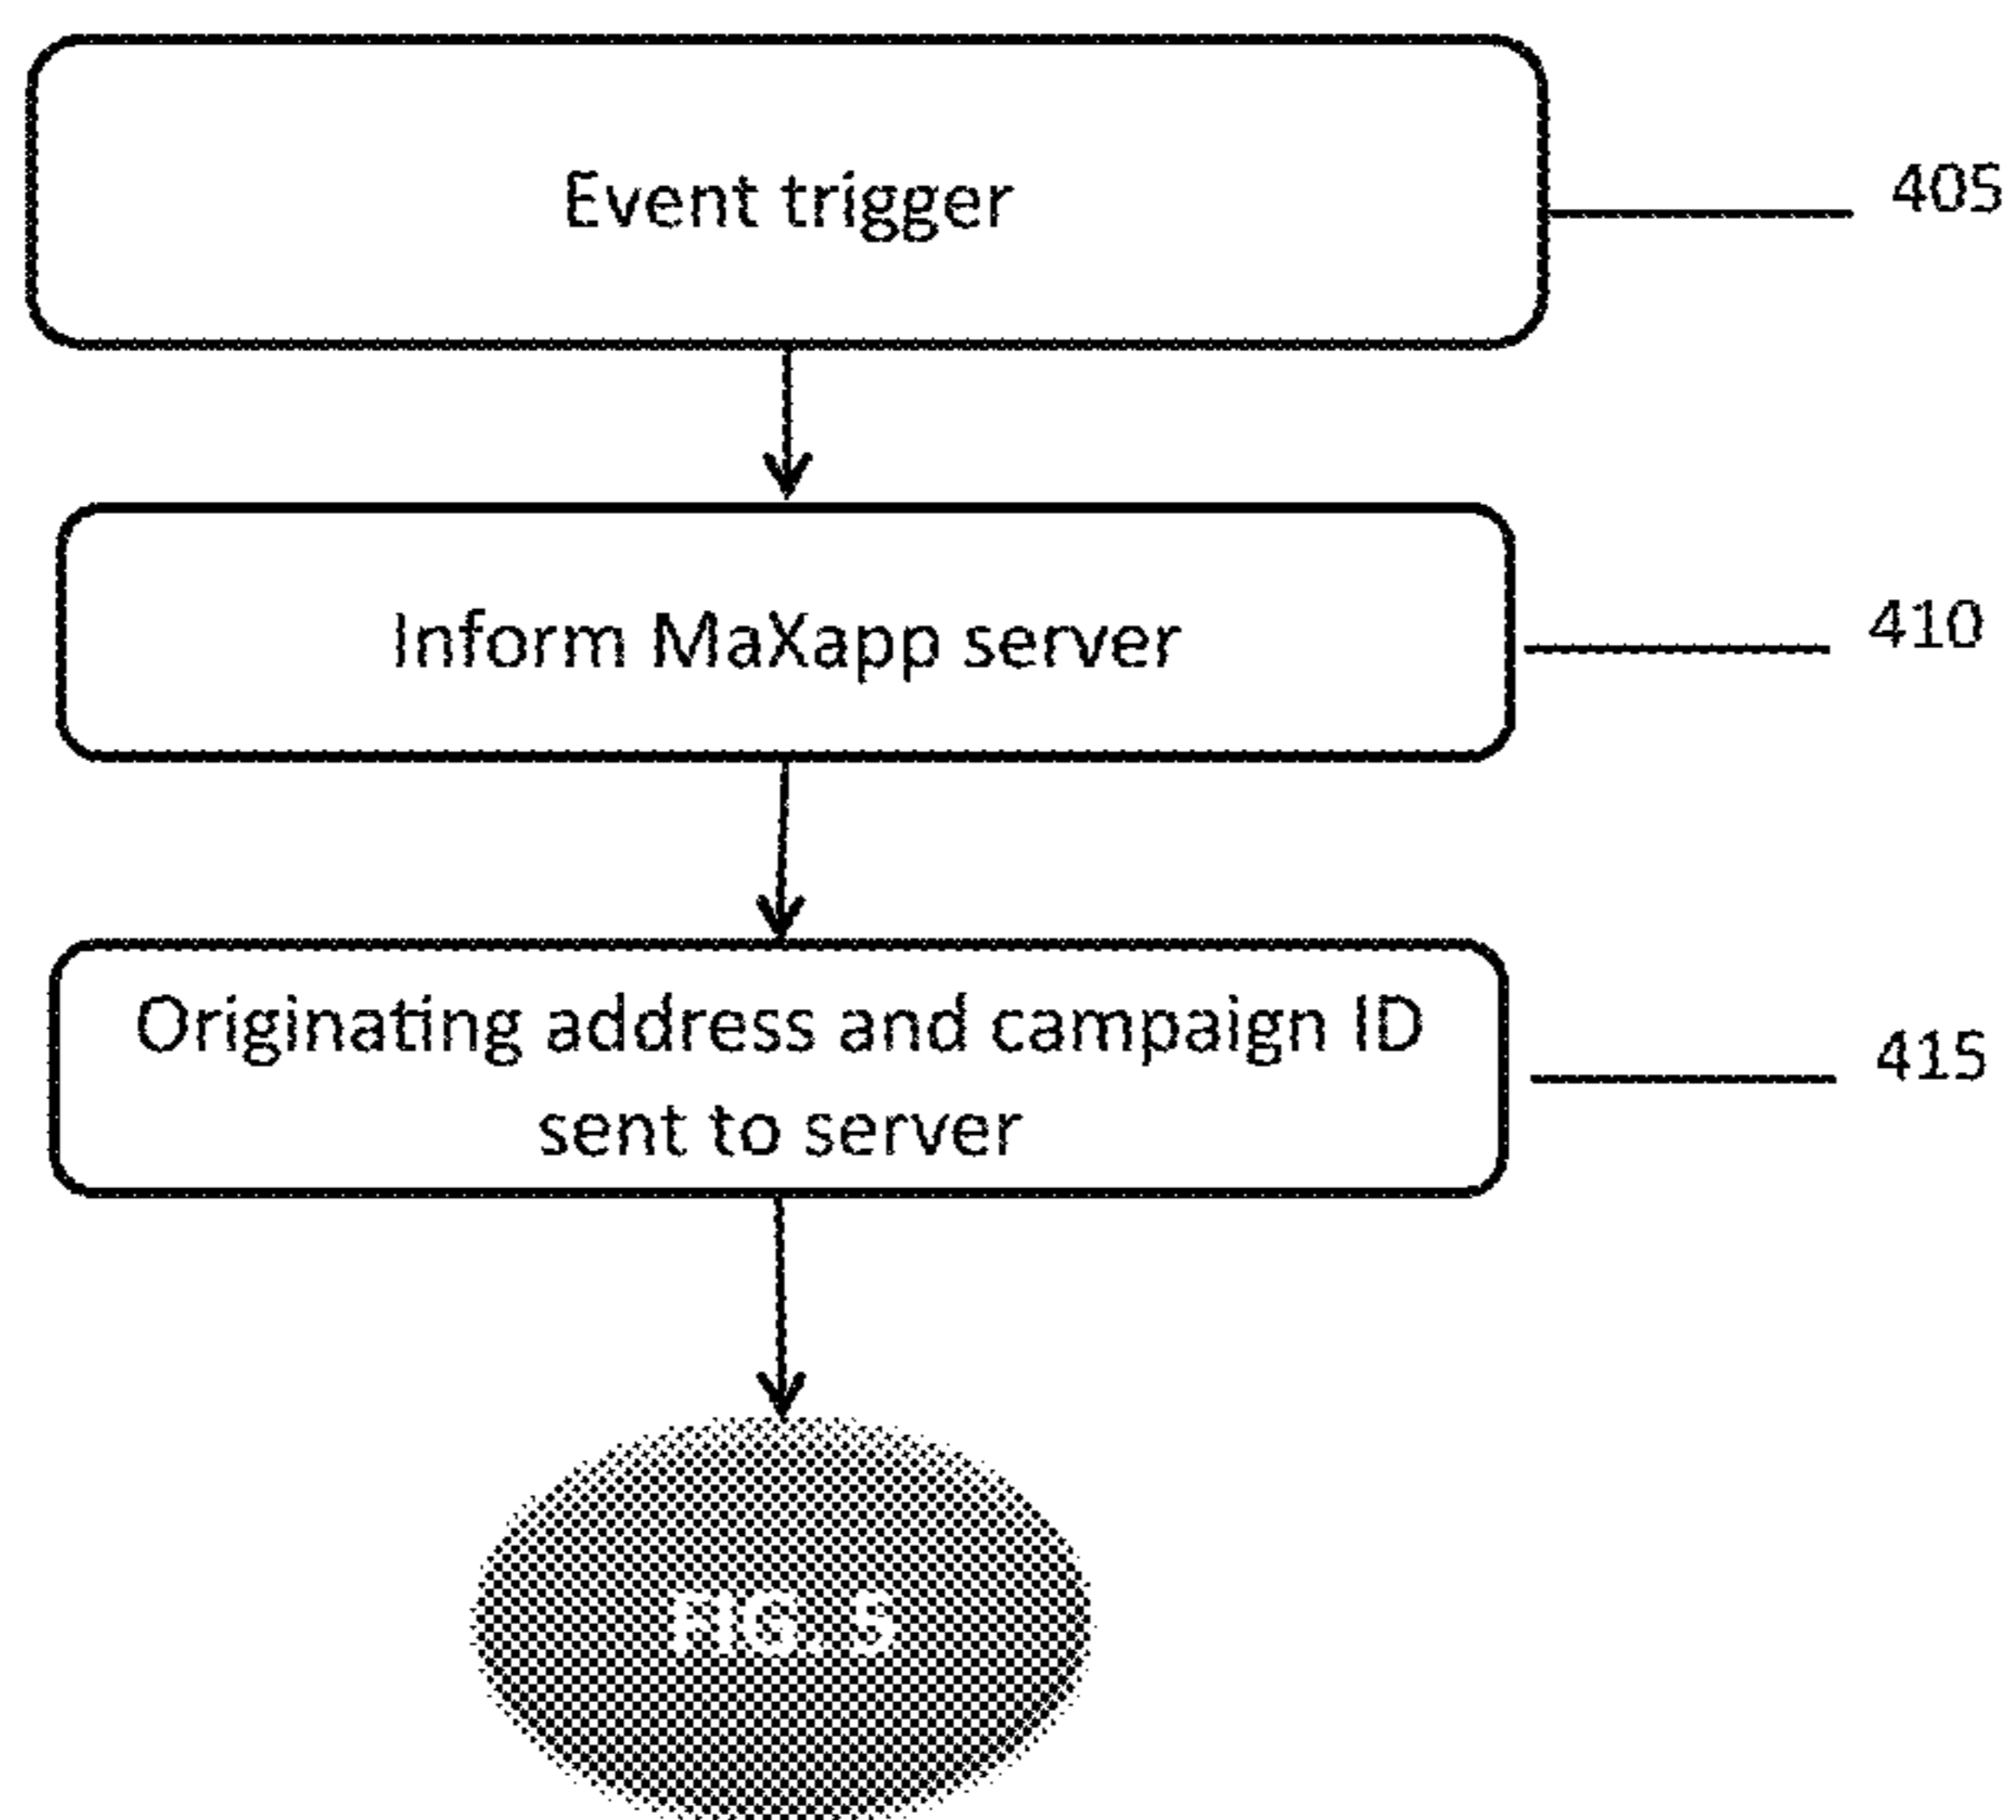 Event trigger
405
Inform MaXapp server
410
Originating address and campaign ID
sent to server
415
FIG. 5